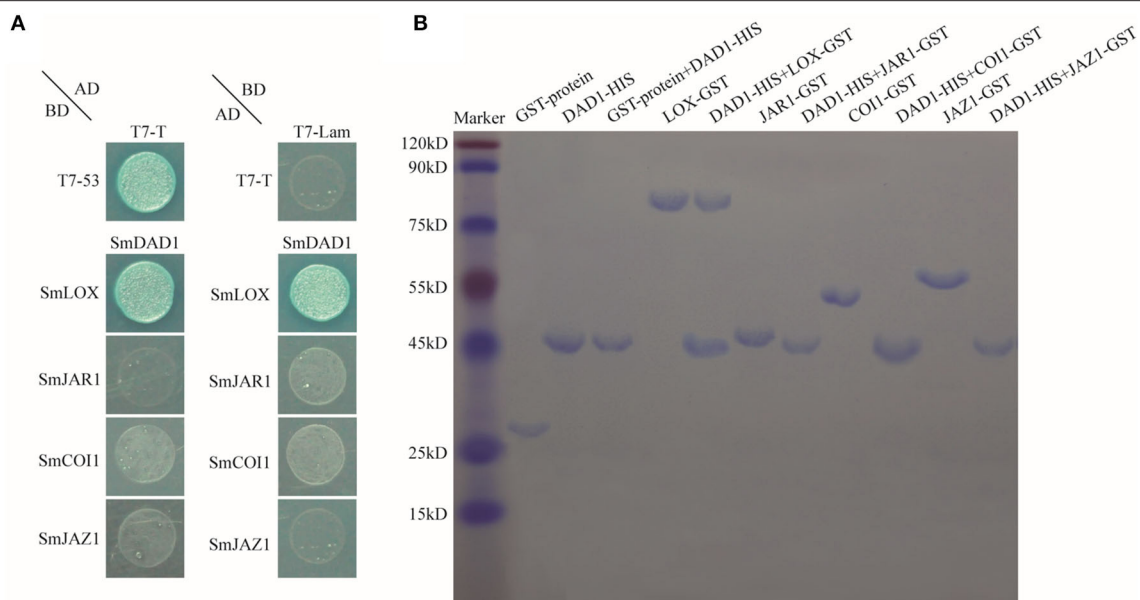 A
AD
BD
T7-T
T7-53
SmDAD1
SmLOX
SmJAR1
SmCOI1
SmJAZ1
BD
AD
T7-Lam
T7-T
SmDAD1
SmLOX
SmJAR1
SmCOI1
SmJAZ1
B
Marker
GST-protein
DAD1-HIS
GST-protein+DAD1-HIS
LOX-GST
DAD1-HIS+LOX-GST
JAR1-GST
DAD1-HIS+JAR1-GST
COI1-GST
DAD1-HIS+COI1-GST
JAZ1-GST
DAD1-HIS+JAZ1-GST
120kD
90kD
75kD
55kD
45kD
25kD
15kD